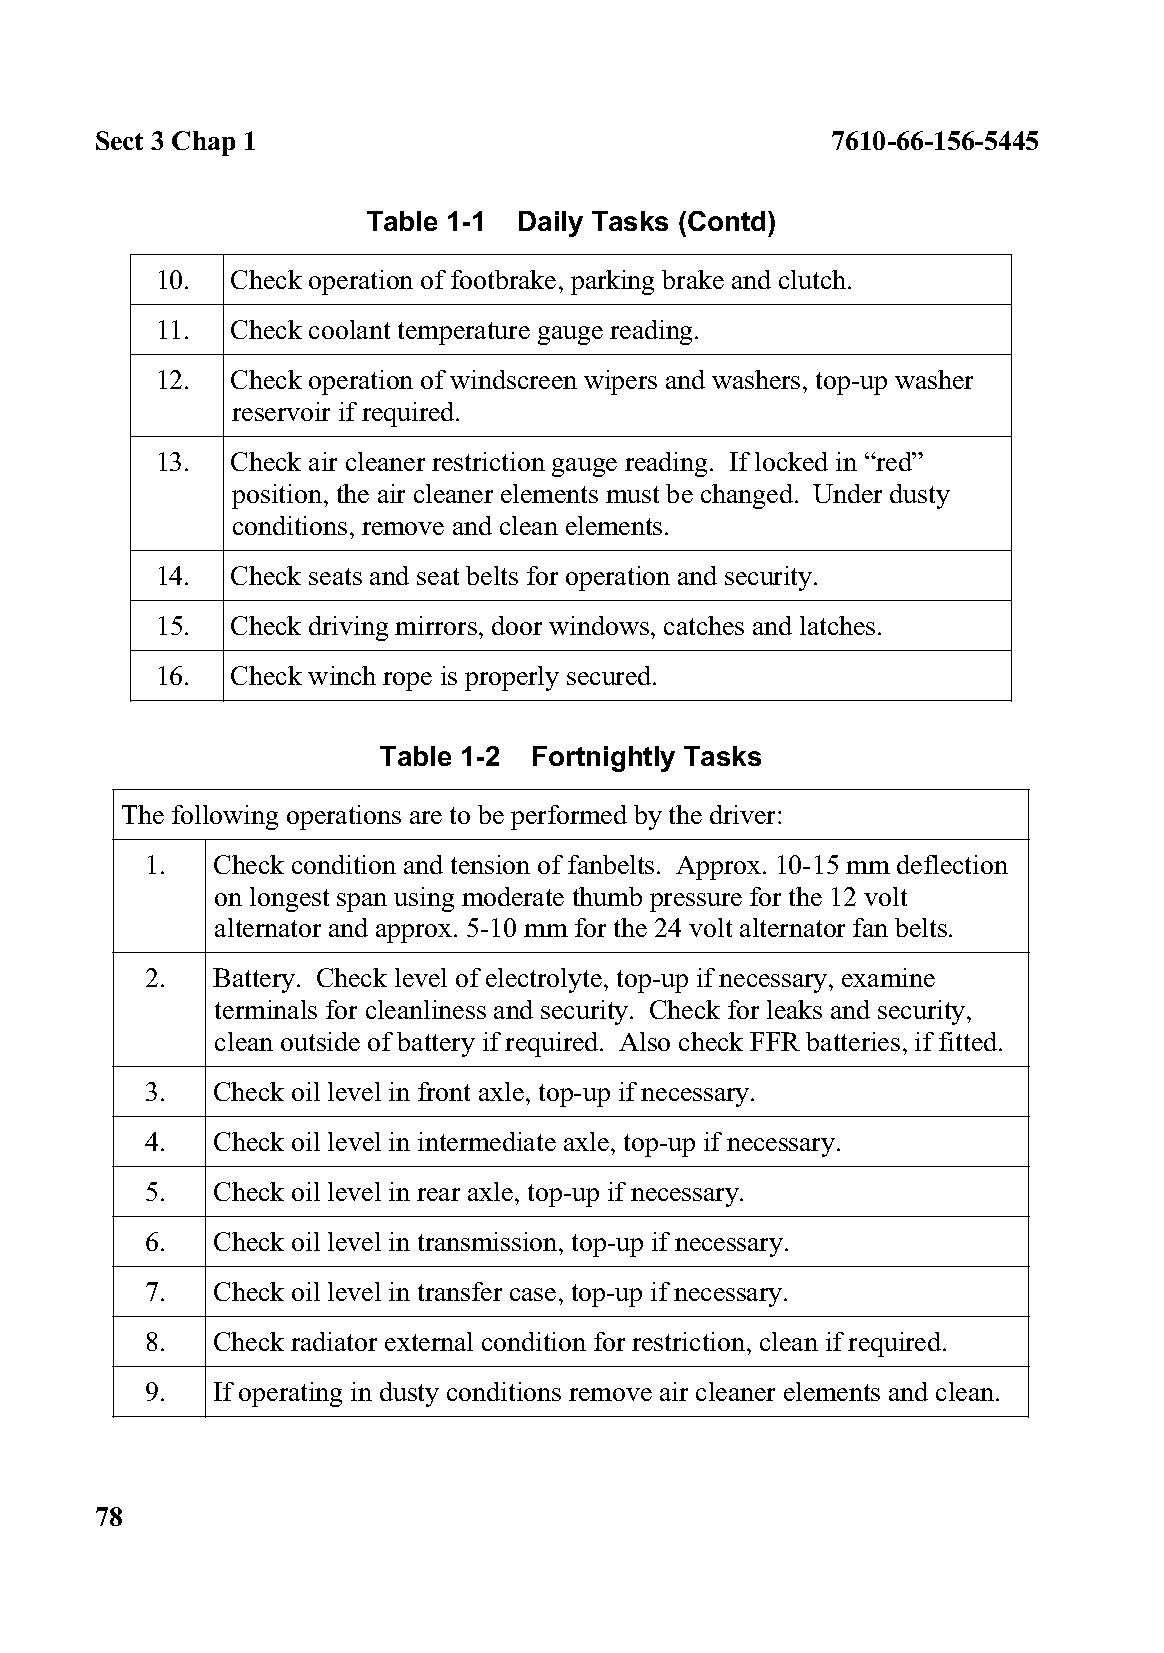 Sect 3 Chap 1 7610-66-156-5445
Table 1-1 Daily Tasks (Contd)
10. Check operation of footbrake, parking brake and clutch.
11. Check coolant temperature gauge reading.
12. Check operation of windscreen wipers and washers, top-up washer
reservoir if required.
13. Check air cleaner restriction gauge reading. If locked in “red”
position, the air cleaner elements must be changed. Under dusty
conditions, remove and clean elements.
14. Check seats and seat belts for operation and security.
15. Check driving mirrors, door windows, catches and latches.
16. Check winch rope is properly secured.
Table 1-2 Fortnightly Tasks
The following operations are to be performed by the driver:
1. Check condition and tension of fanbelts. Approx. 10-15 mm deflection
on longest span using moderate thumb pressure for the 12 volt
alternator and approx. 5-10 mm for the 24 volt alternator fan belts.
2. Battery. Check level of electrolyte, top-up if necessary, examine
terminals for cleanliness and security. Check for leaks and security,
clean outside of battery if required. Also check FFR batteries, if fitted.
3. Check oil level in front axle, top-up if necessary.
4. Check oil level in intermediate axle, top-up if necessary.
5. Check oil level in rear axle, top-up if necessary.
6. Check oil level in transmission, top-up if necessary.
7. Check oil level in transfer case, top-up if necessary.
8. Check radiator external condition for restriction, clean if required.
9. If operating in dusty conditions remove air cleaner elements and clean.
78